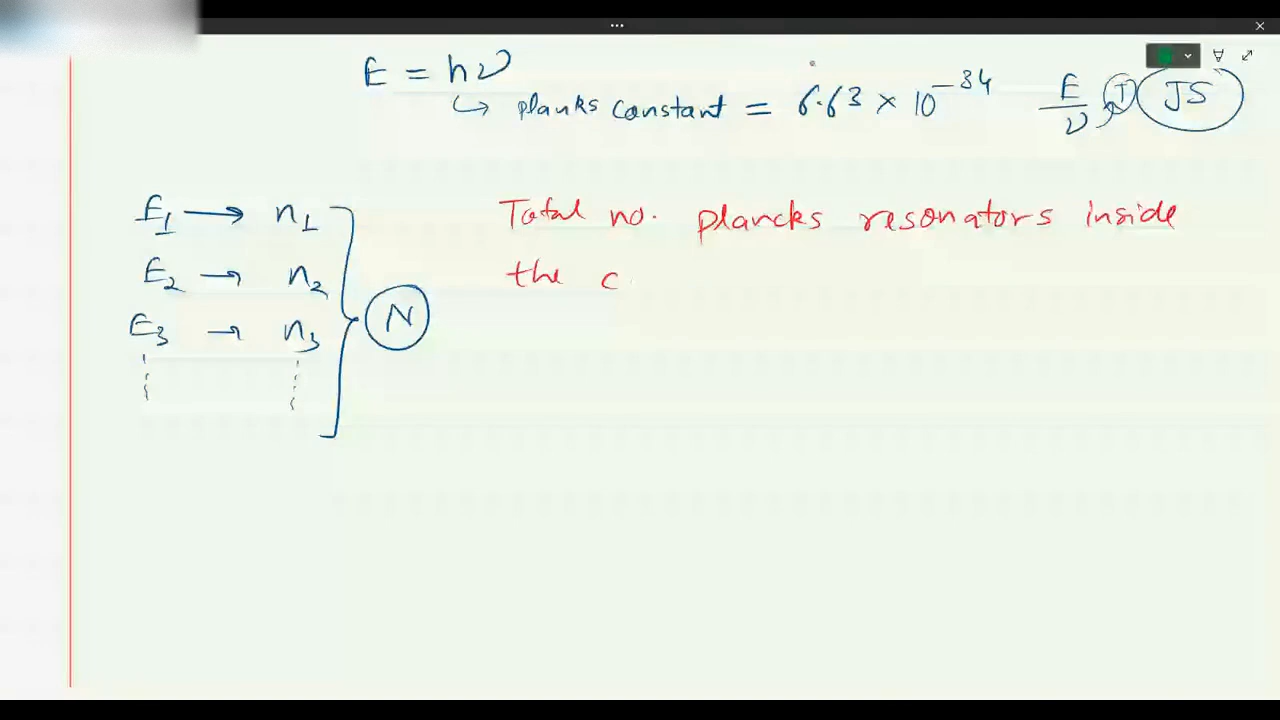 E = hν
↳ planks constant = 6.63 × 10⁻³⁴ E/ν J JS
E₁ → n₁
E₂ → n₂
E₃ → n₃
N
Total no. plancks resonators inside
the c